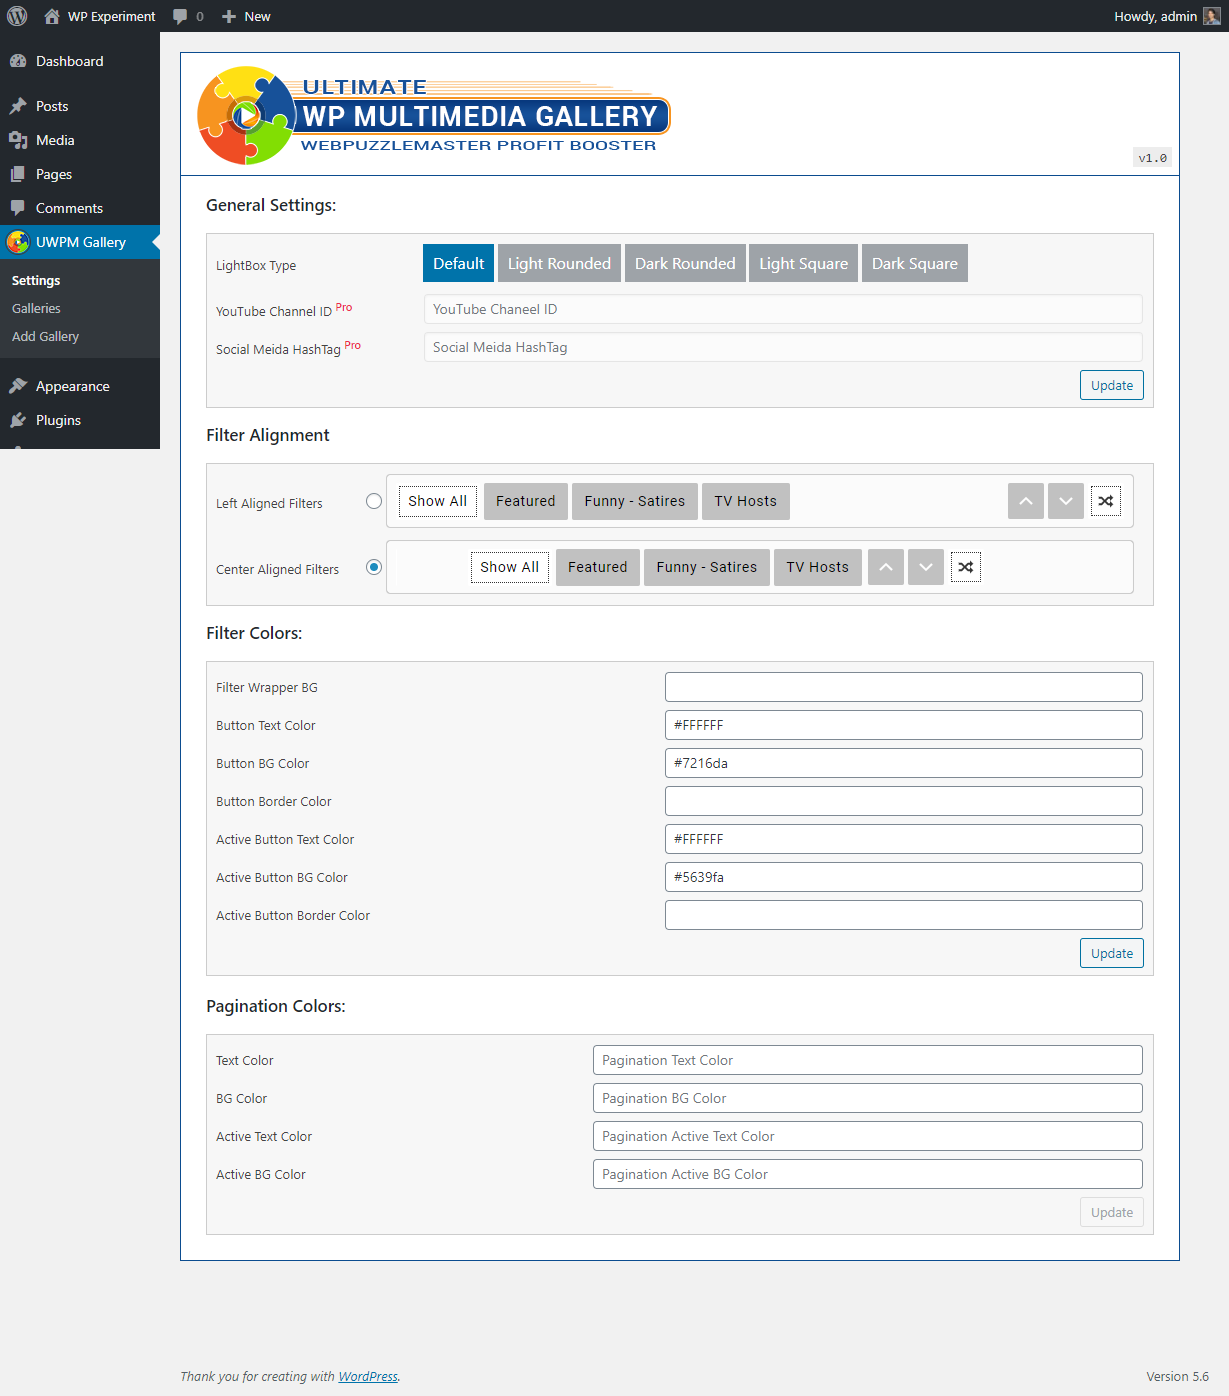 WP Experiment 0 New Howdy, admin
Dashboard
Posts
Media
Pages
Comments
UWPM Gallery
Settings
Galleries
Add Gallery
Appearance
Plugins
ULTIMATE
WP MULTIMEDIA GALLERY
WEBPUZZLEMASTER PROFIT BOOSTER
v1.0
General Settings:
LightBox Type Default Light Rounded Dark Rounded Light Square Dark Square
YouTube Channel ID Pro YouTube Chaneel ID
Social Meida HashTag Pro Social Meida HashTag
Update
Filter Alignment
Left Aligned Filters Show All Featured Funny - Satires TV Hosts
Center Aligned Filters Show All Featured Funny - Satires TV Hosts
Filter Colors:
Filter Wrapper BG
Button Text Color #FFFFFF
Button BG Color #7216da
Button Border Color
Active Button Text Color #FFFFFF
Active Button BG Color #5639fa
Active Button Border Color
Update
Pagination Colors:
Text Color Pagination Text Color
BG Color Pagination BG Color
Active Text Color Pagination Active Text Color
Active BG Color Pagination Active BG Color
Update
Thank you for creating with WordPress. Version 5.6